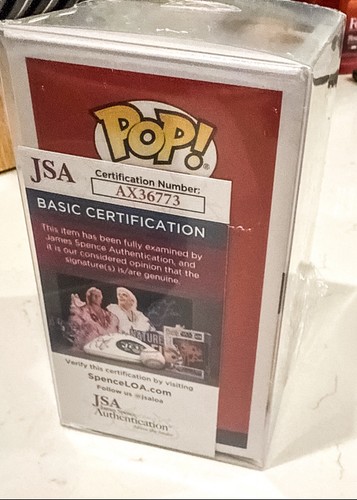 POP!
JSA
Certification Number:
AX36773
BASIC CERTIFICATION
This item has been fully examined by
James Spence Authentication, and
it is our considered opinion that the
signature(s) is/are genuine.
Verify this certification by visiting
SpenceLOA.com
Follow us @jsaloa
JSA
Authentication